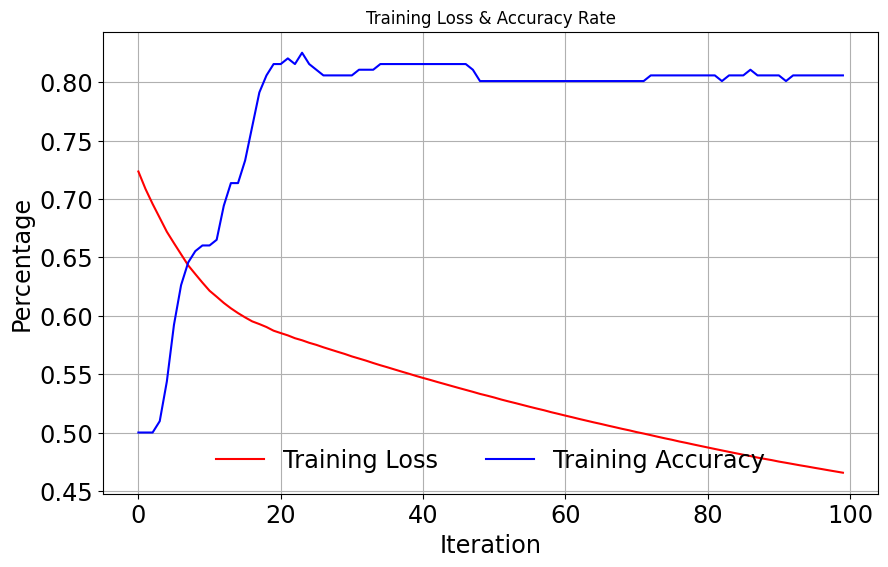 Training Loss & Accuracy Rate
0.80
0.75
0.70
0.65
0.60
0.55
0.50
0.45
Percentage
Training Loss Training Accuracy
0 20 40 60 80 100
Iteration